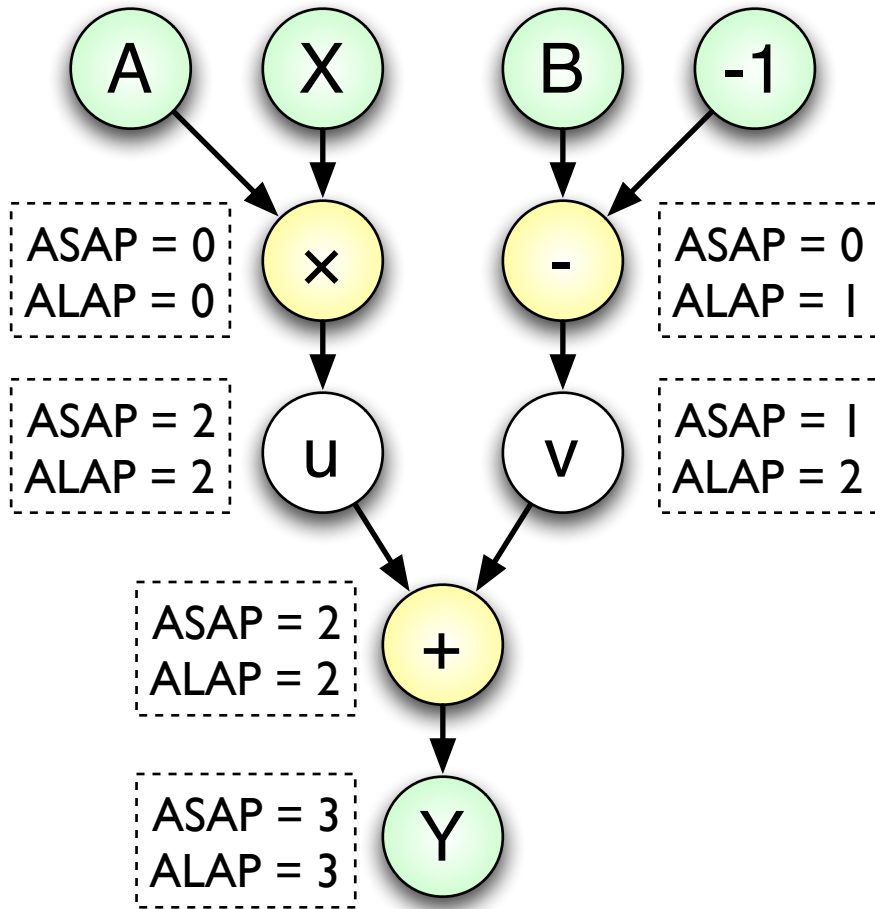 A X B -1
ASAP = 0
ALAP = 0
×
-
ASAP = 0
ALAP = 1
ASAP = 2
ALAP = 2
u
v
ASAP = 1
ALAP = 2
ASAP = 2
ALAP = 2
+
ASAP = 3
ALAP = 3
Y